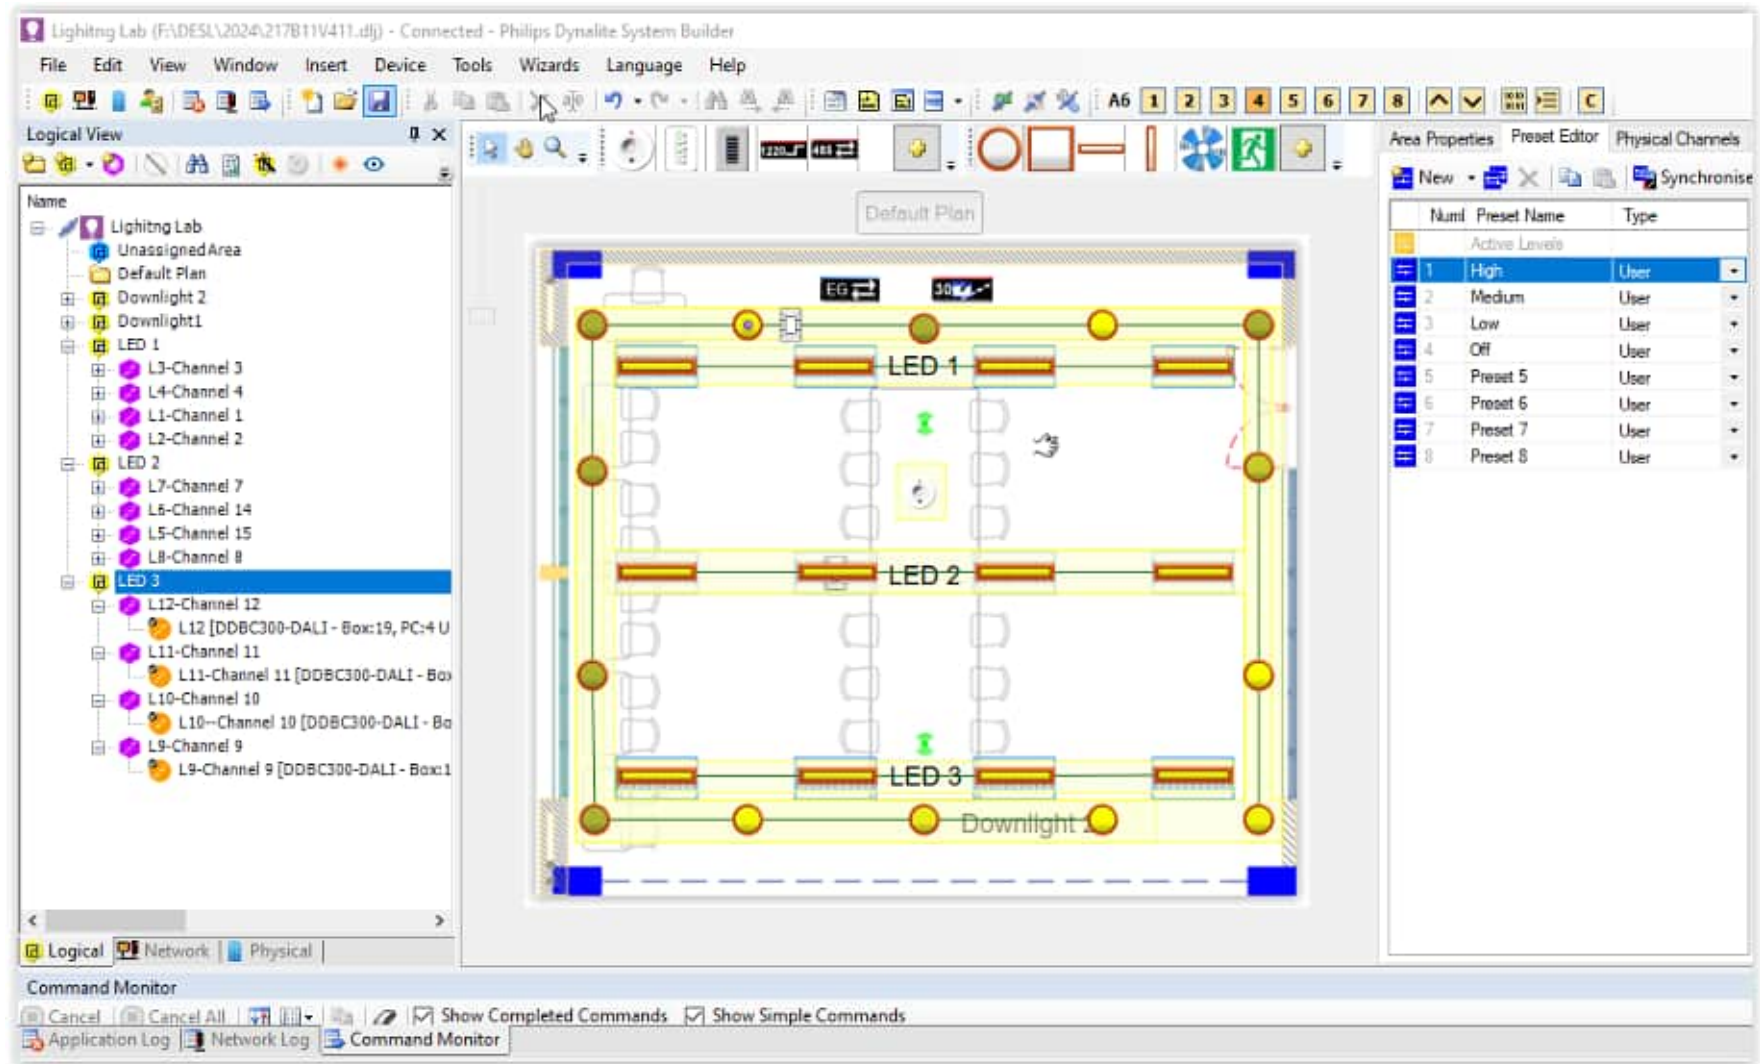 Lighitng Lab (F:\DESL\2024\217B11V411.dlj) - Connected - Philips Dynalite System Builder
File Edit View Window Insert Device Tools Wizards Language Help
A6 1 2 3 4 5 6 7 8 C
Logical View
Name
Lighitng Lab
UnassignedArea
Default Plan
Downlight 2
Downlight1
LED 1
L3-Channel 3
L4-Channel 4
L1-Channel 1
L2-Channel 2
LED 2
L7-Channel 7
L6-Channel 14
L5-Channel 15
L8-Channel 8
LED 3
L12-Channel 12
L12 [DDBC300-DALI - Box:19, PC:4 U
L11-Channel 11
L11-Channel 11 [DDBC300-DALI - Box
L10-Channel 10
L10--Channel 10 [DDBC300-DALI - Bo
L9-Channel 9
L9-Channel 9 [DDBC300-DALI - Box:1
Logical Network Physical
1220 485
Default Plan
EG
LED 1
LED 2
LED 3
Downlight
Area Properties Preset Editor Physical Channels
New Synchronise
Numl Preset Name Type
Active Levels
1 High User
2 Medium User
3 Low User
4 Off User
5 Preset 5 User
6 Preset 6 User
7 Preset 7 User
8 Preset 8 User
Command Monitor
Cancel Cancel All Show Completed Commands Show Simple Commands
Application Log Network Log Command Monitor